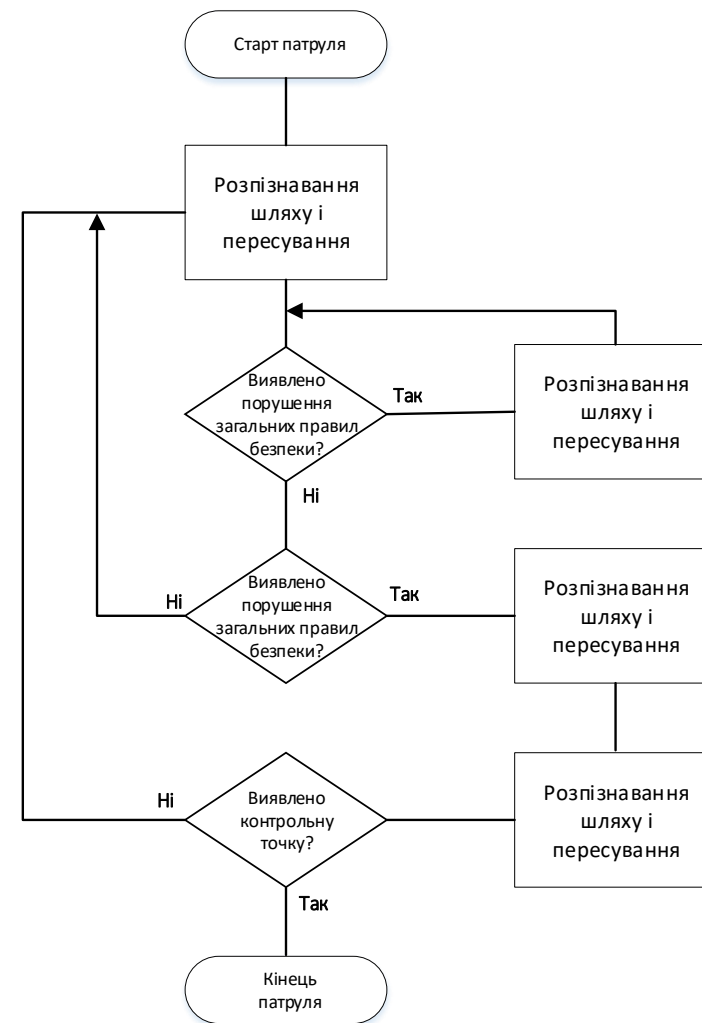 Старт патруля
Розпізнавання
шляху і
пересування
Виявлено
порушення
загальних правил
безпеки?
Так
Розпізнавання
шляху і
пересування
Ні
Виявлено
порушення
загальних правил
безпеки?
Ні
Так
Розпізнавання
шляху і
пересування
Виявлено
контрольну
точку?
Ні
Розпізнавання
шляху і
пересування
Так
Кінець
патруля